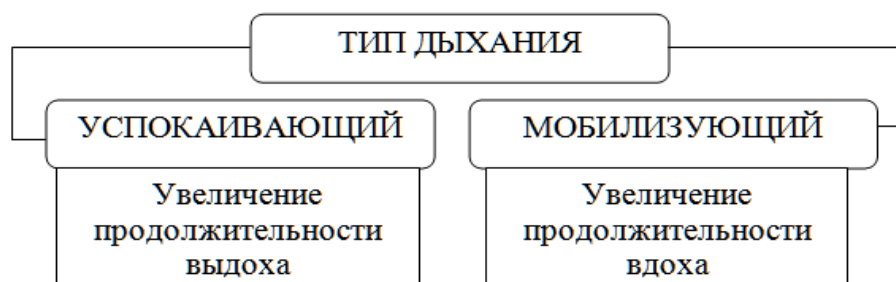 ТИП ДЫХАНИЯ
УСПОКАИВАЮЩИЙ
Увеличение
продолжительности
выдоха
МОБИЛИЗУЮЩИЙ
Увеличение
продолжительности
вдоха